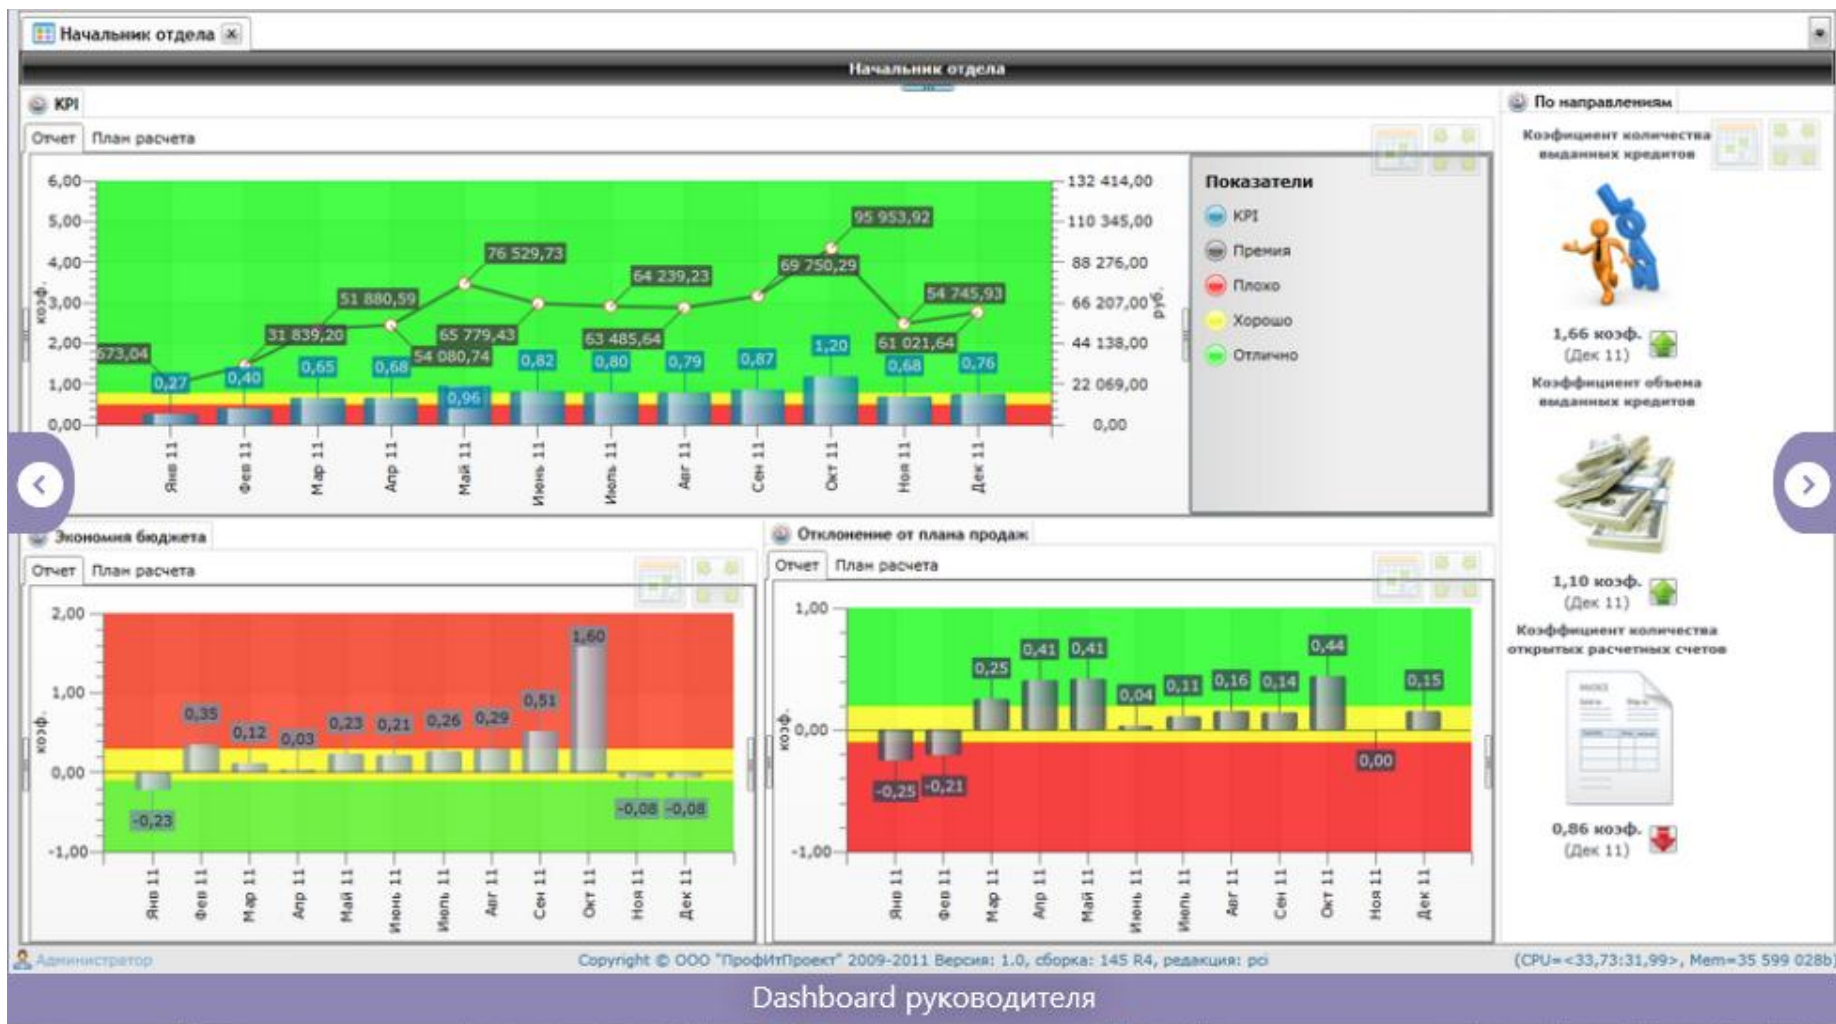 Начальник отдела
Начальник отдела
KPI
Отчет План расчета
6,00
5,00
4,00
3,00
2,00
1,00
0,00
коэф.
673,04
31 839,20
51 880,59
54 080,74
76 529,73
65 779,43
64 239,23
63 485,64
69 750,29
95 953,92
61 021,64
54 745,93
0,27
0,40
0,65
0,68
0,96
0,82
0,80
0,79
0,87
1,20
0,68
0,76
132 414,00
110 345,00
88 276,00
66 207,00
44 138,00
22 069,00
0,00
руб.
Янв 11
Фев 11
Мар 11
Апр 11
Май 11
Июнь 11
Июль 11
Авг 11
Сен 11
Окт 11
Ноя 11
Дек 11
Показатели
KPI
Премия
Плохо
Хорошо
Отлично
По направлениям
Коэфициент количества
выданных кредитов
1,66 коэф.
(Дек 11)
Коэффициент объема
выданных кредитов
1,10 коэф.
(Дек 11)
Коэффициент количества
открытых расчетных счетов
INVOICE
0,86 коэф.
(Дек 11)
Экономия бюджета
Отчет План расчета
2,00
1,00
0,00
-1,00
коэф.
-0,23
0,35
0,12
0,03
0,23
0,21
0,26
0,29
0,51
1,60
-0,08
-0,08
Янв 11
Фев 11
Мар 11
Апр 11
Май 11
Июнь 11
Июль 11
Авг 11
Сен 11
Окт 11
Ноя 11
Дек 11
Отклонение от плана продаж
Отчет План расчета
1,00
0,00
-1,00
коэф.
-0,25
-0,21
0,25
0,41
0,41
0,04
0,11
0,16
0,14
0,44
0,00
0,15
Янв 11
Фев 11
Мар 11
Апр 11
Май 11
Июнь 11
Июль 11
Авг 11
Сен 11
Окт 11
Ноя 11
Дек 11
Администратор
Copyright © ООО "ПрофИтПроект" 2009-2011 Версия: 1.0, сборка: 145 R4, редакция: pci
(CPU=<33,73:31,99>, Mem=35 599 028b)
Dashboard руководителя